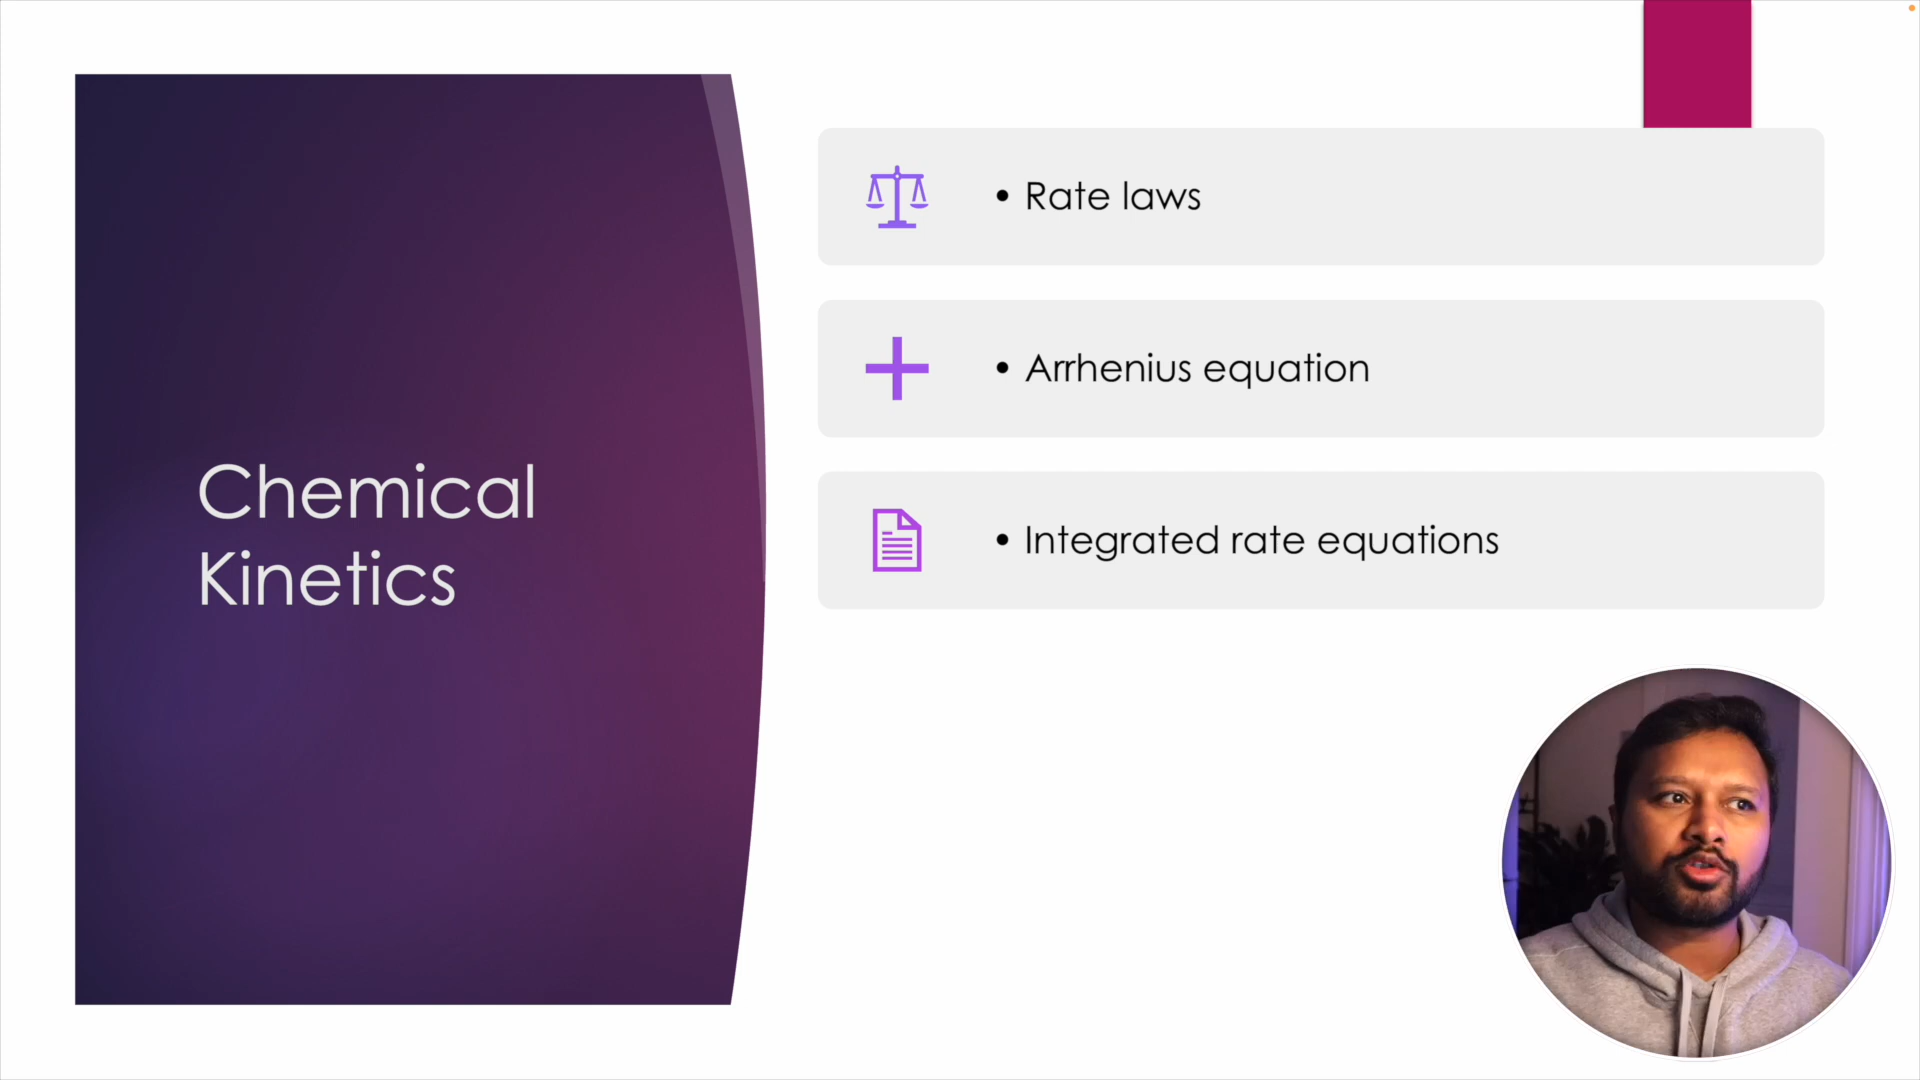 Chemical
Kinetics
• Rate laws
• Arrhenius equation
• Integrated rate equations